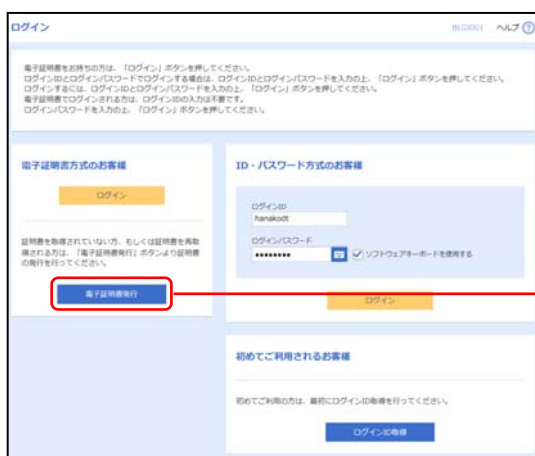 ログイン
BLGI001 ヘルプ ?
電子証明書をお持ちの方は、「ログイン」ボタンを押してください。
ログインIDとログインパスワードでログインする場合は、ログインIDとログインパスワードを入力の上、「ログイン」ボタンを押してください。
ログインするには、ログインIDとログインパスワードを入力の上、「ログイン」ボタンを押してください。
電子証明書でログインされる方は、ログインIDの入力は不要です。
ログインパスワードを入力の上、「ログイン」ボタンを押してください。
電子証明書方式のお客様
ログイン
証明書を取得されていない方、もしくは証明書を再取
得される方は、「電子証明書発行」ボタンより証明書
の発行を行ってください。
電子証明書発行
ID・パスワード方式のお客様
ログインID
hanakodt
ログインパスワード
●●●●●●●●
ソフトウェアキーボードを使用する
ログイン
初めてご利用されるお客様
初めてご利用の方は、最初にログインID取得を行ってください。
ログインID取得